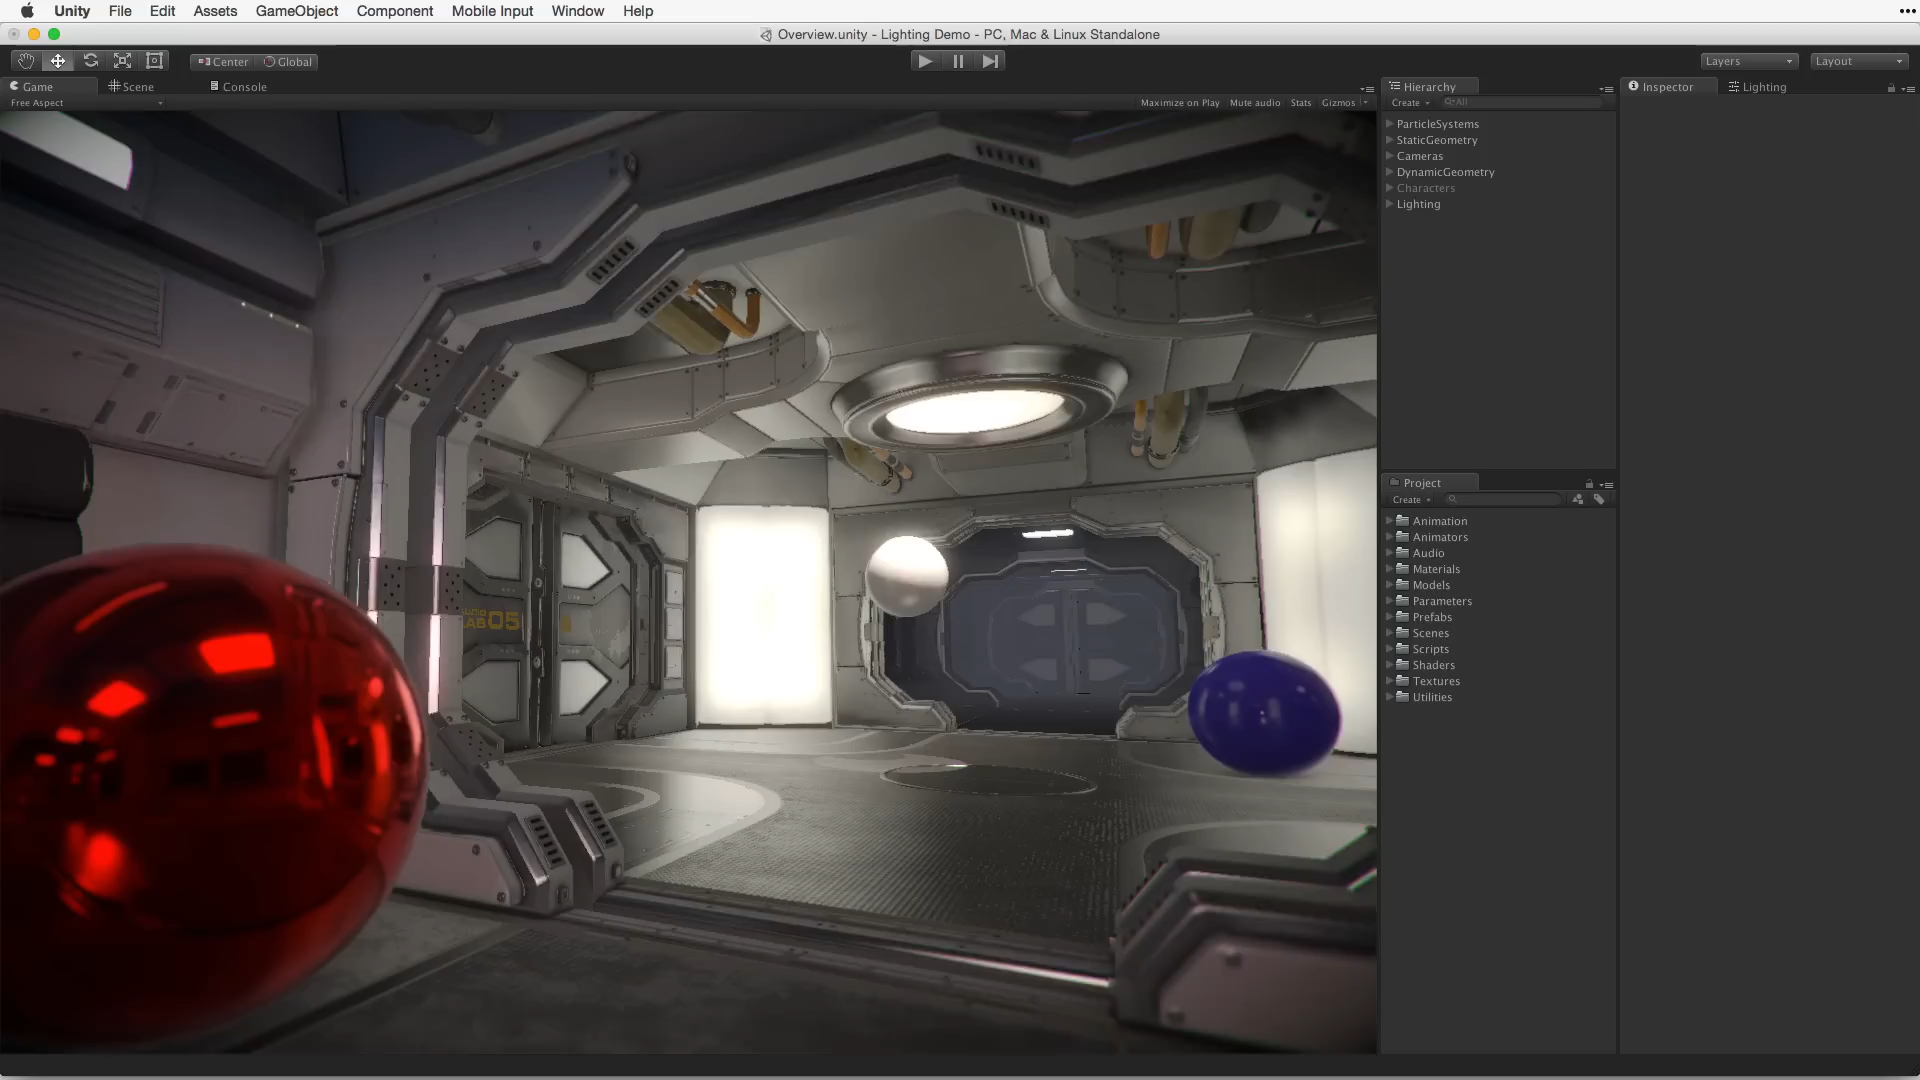 Unity File Edit Assets GameObject Component Mobile Input Window Help
Overview.unity - Lighting Demo - PC, Mac & Linux Standalone
Center Global Layers Layout
Game Scene Console
Free Aspect Maximize on Play Mute audio Stats Gizmos
Hierarchy
Create All
ParticleSystems
StaticGeometry
Cameras
DynamicGeometry
Characters
Lighting
Project
Create
Animation
Animators
Audio
Materials
Models
Parameters
Prefabs
Scenes
Scripts
Shaders
Textures
Utilities
Inspector Lighting
05